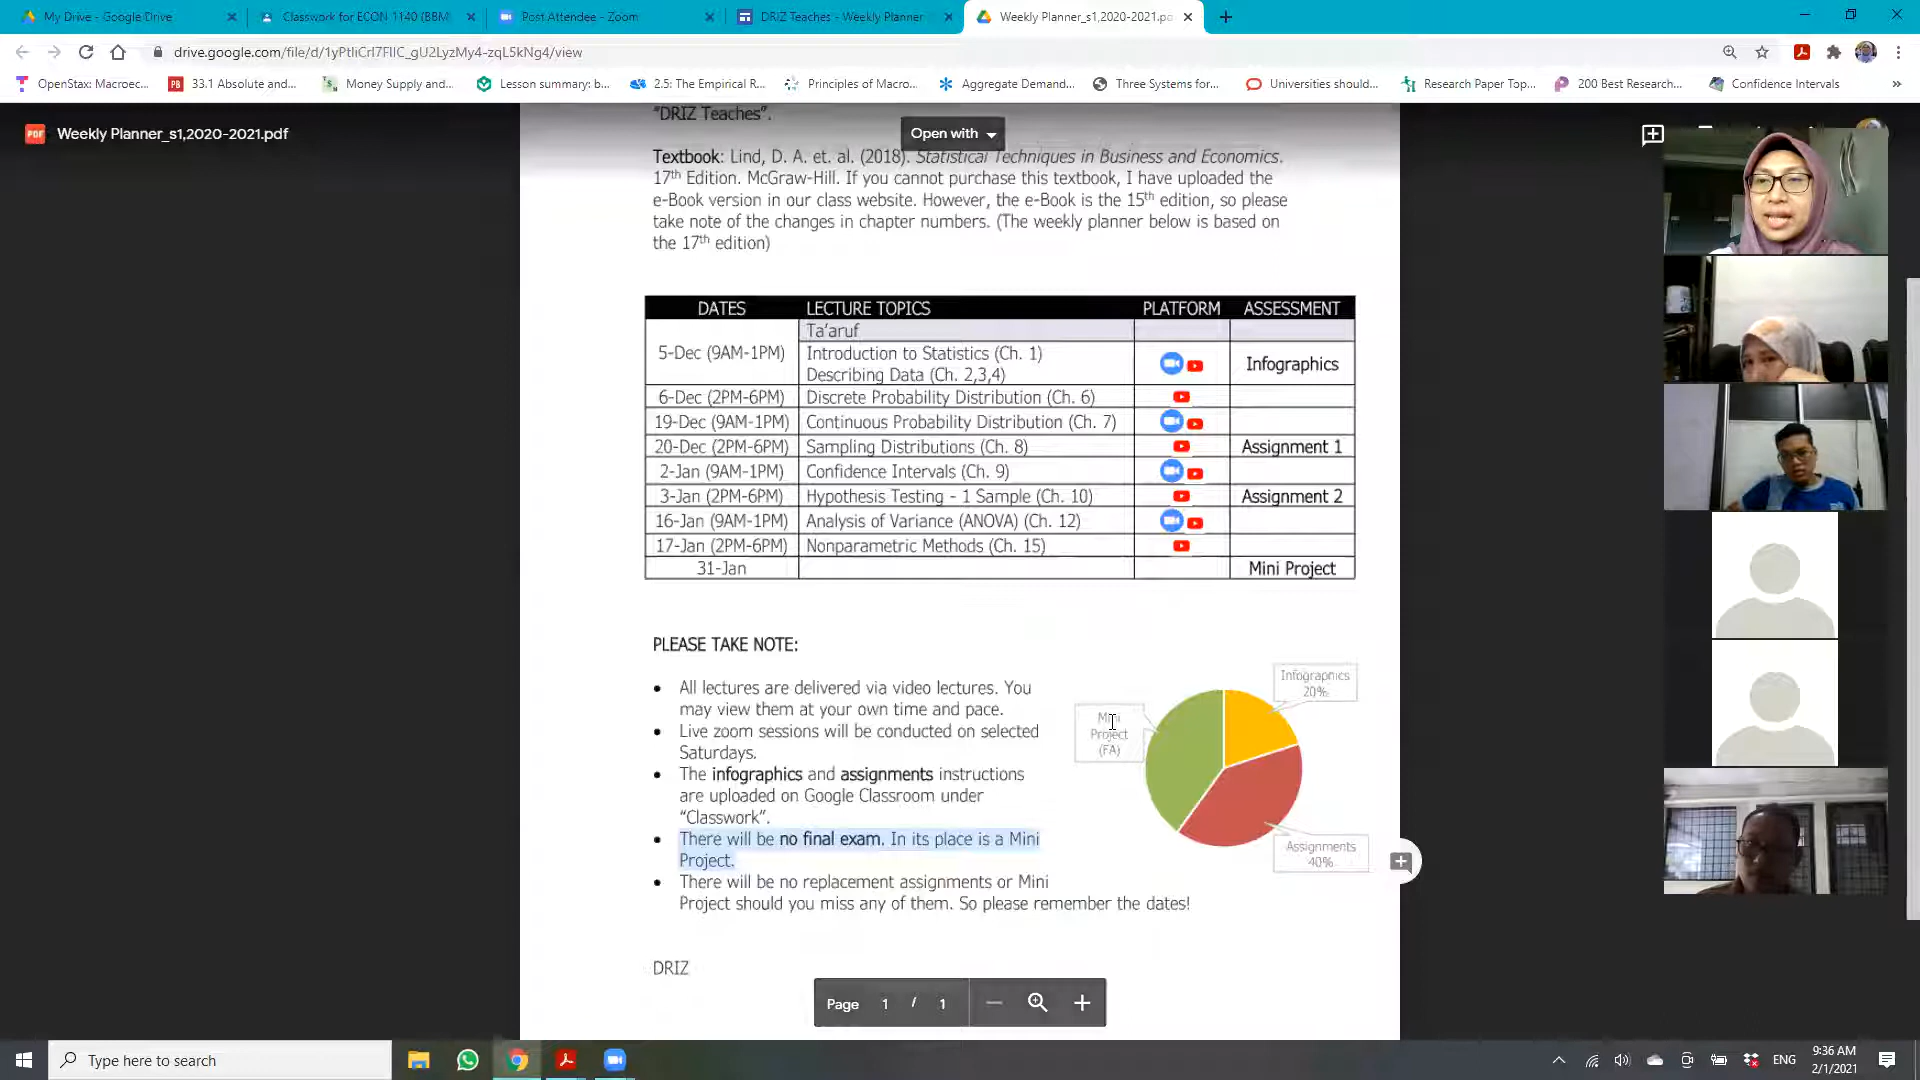 My Drive - Google Drive
Classwork for ECON 1140 (BBM
Post Attendee - Zoom
DRIZ Teaches - Weekly Planner
Weekly Planner_s1,2020-2021.p
drive.google.com/file/d/1yPtIiCrI7FIIC_gU2LyzMy4-zqL5kNg4/view
OpenStax: Macroec...
33.1 Absolute and...
Money Supply and...
Lesson summary: b...
2.5: The Empirical R...
Principles of Macro...
Aggregate Demand...
Three Systems for...
Universities should...
Research Paper Top...
200 Best Research...
Confidence Intervals
Weekly Planner_s1,2020-2021.pdf
Open with
"DRIZ Teaches".
Textbook: Lind, D. A. et. al. (2018). Statistical Techniques in Business and Economics.
17th Edition. McGraw-Hill. If you cannot purchase this textbook, I have uploaded the
e-Book version in our class website. However, the e-Book is the 15th edition, so please
take note of the changes in chapter numbers. (The weekly planner below is based on
the 17th edition)
DATES LECTURE TOPICS PLATFORM ASSESSMENT
Ta'aruf
5-Dec (9AM-1PM) Introduction to Statistics (Ch. 1) Infographics
Describing Data (Ch. 2,3,4)
6-Dec (2PM-6PM) Discrete Probability Distribution (Ch. 6)
19-Dec (9AM-1PM) Continuous Probability Distribution (Ch. 7)
20-Dec (2PM-6PM) Sampling Distributions (Ch. 8) Assignment 1
2-Jan (9AM-1PM) Confidence Intervals (Ch. 9)
3-Jan (2PM-6PM) Hypothesis Testing - 1 Sample (Ch. 10) Assignment 2
16-Jan (9AM-1PM) Analysis of Variance (ANOVA) (Ch. 12)
17-Jan (2PM-6PM) Nonparametric Methods (Ch. 15)
31-Jan Mini Project
PLEASE TAKE NOTE:
• All lectures are delivered via video lectures. You
may view them at your own time and pace.
• Live zoom sessions will be conducted on selected
Saturdays.
• The infographics and assignments instructions
are uploaded on Google Classroom under
"Classwork".
• There will be no final exam. In its place is a Mini
Project.
• There will be no replacement assignments or Mini
Project should you miss any of them. So please remember the dates!
Infographics
20%
Mini
Project
(FA)
Assignments
40%
DRIZ
Page 1 / 1
Type here to search
ENG
9:36 AM
2/1/2021